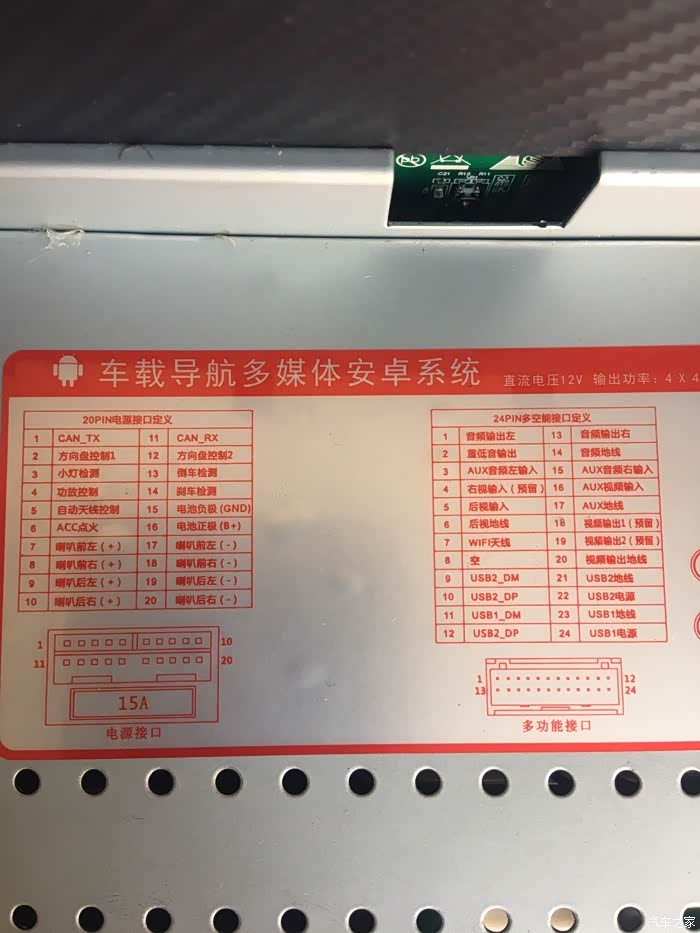 C21 R12 R11
车载导航多媒体安卓系统 直流电压12V 输出功率: 4 X 4
20PIN电源接口定义
1 CAN_TX 11 CAN_RX
2 方向盘控制1 12 方向盘控制2
3 小灯检测 13 倒车检测
4 功放控制 14 刹车检测
5 自动天线控制 15 电池负极 (GND)
6 ACC点火 16 电池正极 (B+)
7 喇叭前左 (+) 17 喇叭前左 (-)
8 喇叭前右 (+) 18 喇叭前右 (-)
9 喇叭后左 (+) 19 喇叭后左 (-)
10 喇叭后右 (+) 20 喇叭后右 (-)
1 10
11 20
15A
电源接口
24PIN多空能接口定义
1 音频输出左 13 音频输出右
2 重低音输出 14 音频地线
3 AUX音频左输入 15 AUX音频右输入
4 右视输入 (预留) 16 AUX视频输入
5 后视输入 17 AUX地线
6 后视地线 18 视频输出1 (预留)
7 WIFI天线 19 视频输出2 (预留)
8 空 20 视频输出地线
9 USB2_DM 21 USB2地线
10 USB2_DP 22 USB2电源
11 USB1_DM 23 USB1地线
12 USB2_DP 24 USB1电源
1 12
13 24
多功能接口
汽车之家